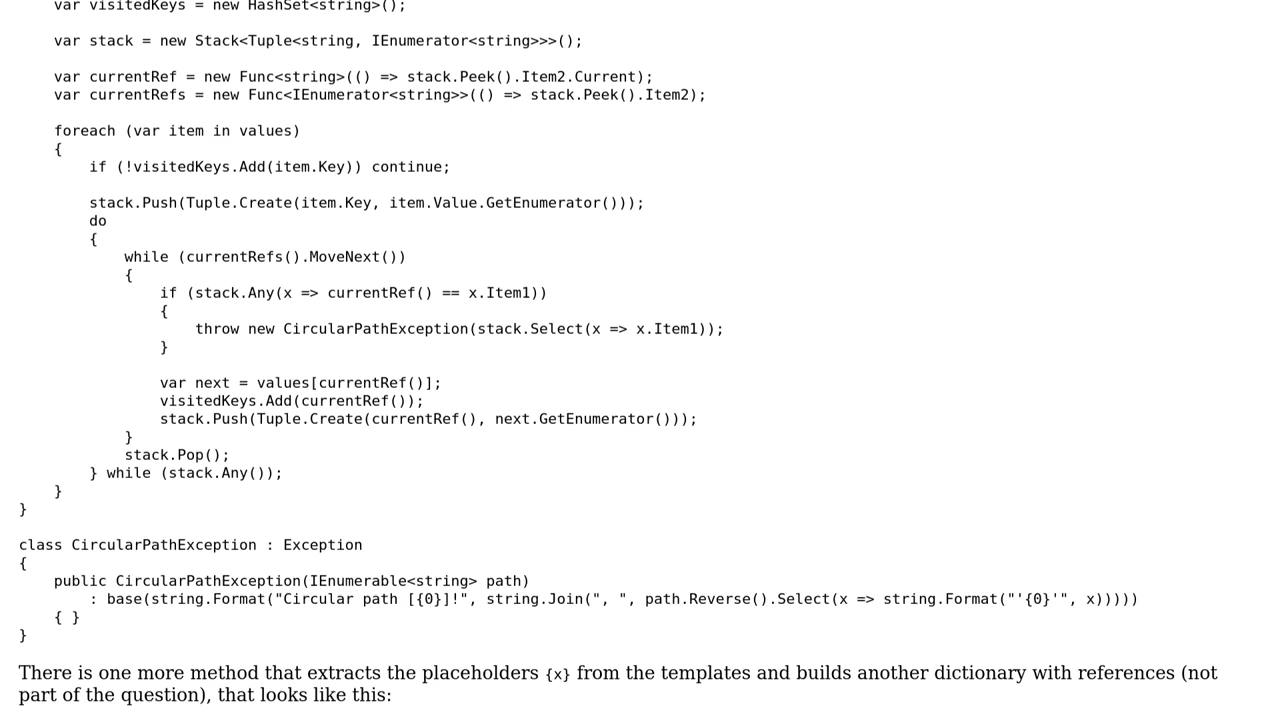 var visitedKeys = new HashSet<string>();
var stack = new Stack<Tuple<string, IEnumerator<string>>>();
var currentRef = new Func<string>(() => stack.Peek().Item2.Current);
var currentRefs = new Func<IEnumerator<string>>(() => stack.Peek().Item2);
foreach (var item in values)
{
if (!visitedKeys.Add(item.Key)) continue;
stack.Push(Tuple.Create(item.Key, item.Value.GetEnumerator()));
do
{
while (currentRefs().MoveNext())
{
if (stack.Any(x => currentRef() == x.Item1))
{
throw new CircularPathException(stack.Select(x => x.Item1));
}
var next = values[currentRef()];
visitedKeys.Add(currentRef());
stack.Push(Tuple.Create(currentRef(), next.GetEnumerator()));
}
stack.Pop();
} while (stack.Any());
}
}
class CircularPathException : Exception
{
public CircularPathException(IEnumerable<string> path)
: base(string.Format("Circular path [{0}]!", string.Join(", ", path.Reverse().Select(x => string.Format("'{0}'", x)))))
{ }
}
There is one more method that extracts the placeholders {x} from the templates and builds another dictionary with references (not
part of the question), that looks like this: